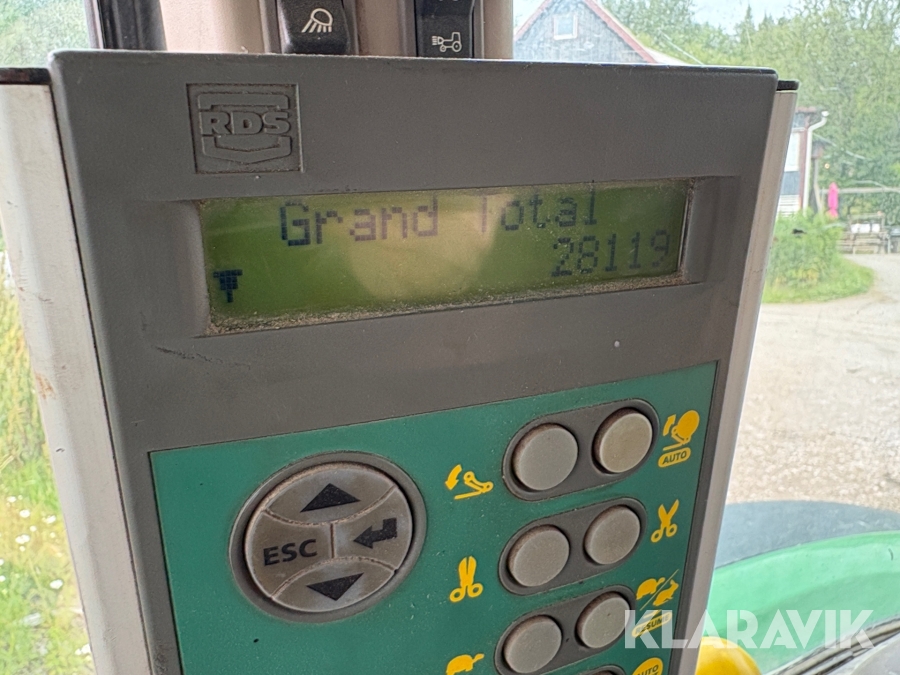 RDS
Grand Total
28119
AUTO
ESC
KLARAVIK
AUTO